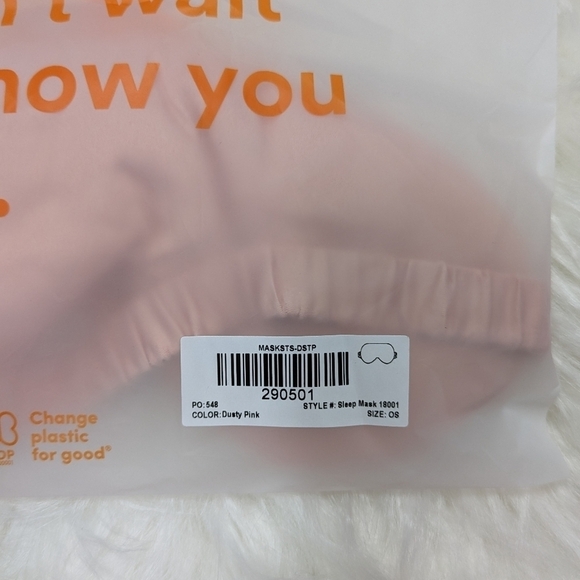 wait
you
MASKSTS-DSTP
290501
PO: 548
STYLE #: Sleep Mask 18001
COLOR: Dusty Pink
SIZE: OS
Change
plastic
for good®